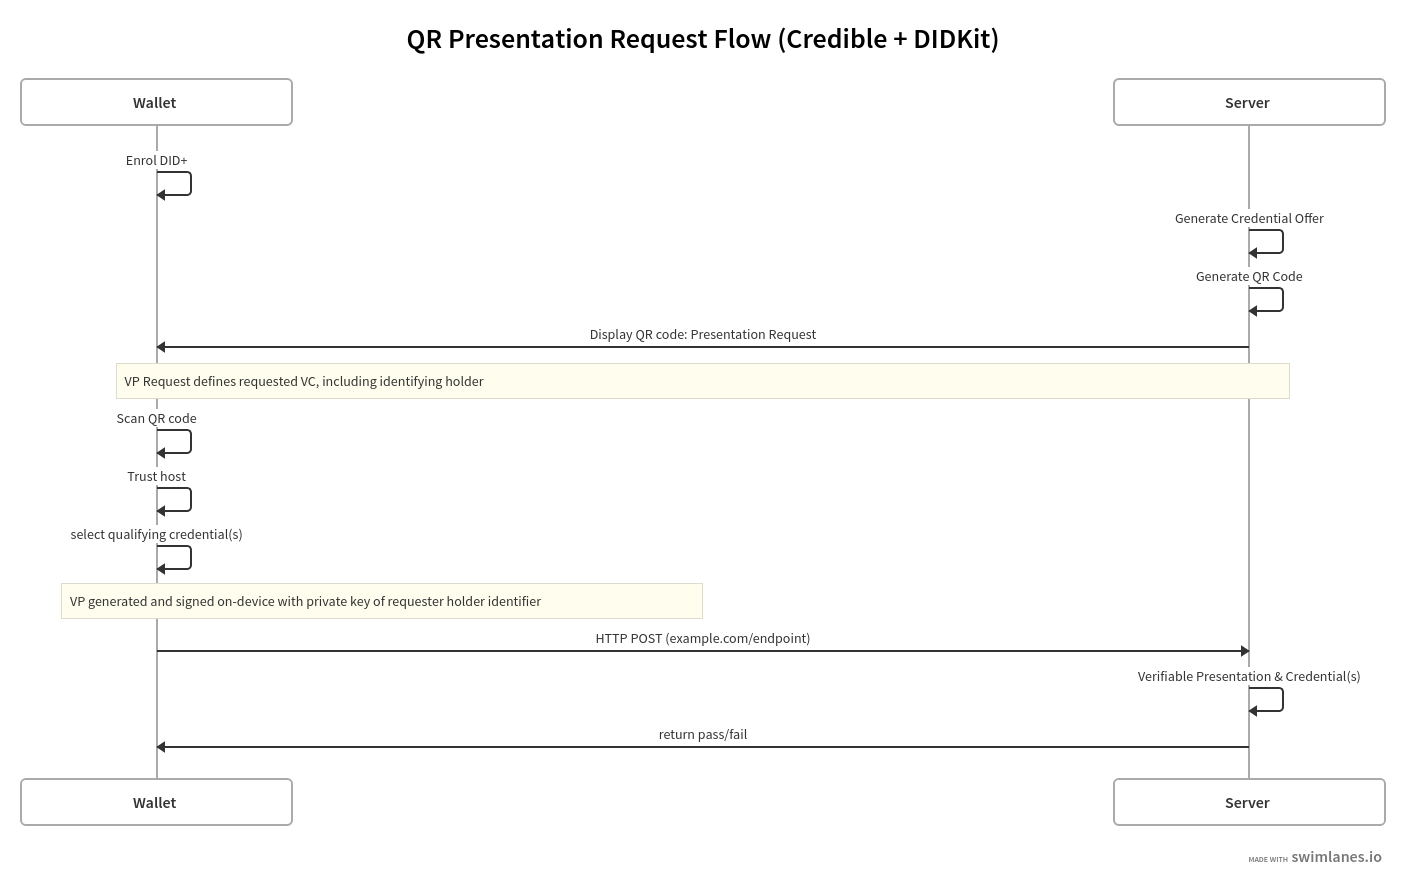 QR Presentation Request Flow (Credible + DIDKit)
Wallet
Server
Enrol DID+
Generate Credential Offer
Generate QR Code
Display QR code: Presentation Request
VP Request defines requested VC, including identifying holder
Scan QR code
Trust host
select qualifying credential(s)
VP generated and signed on-device with private key of requester holder identifier
HTTP POST (example.com/endpoint)
Verifiable Presentation & Credential(s)
return pass/fail
Wallet
Server
MADE WITH swimlanes.io